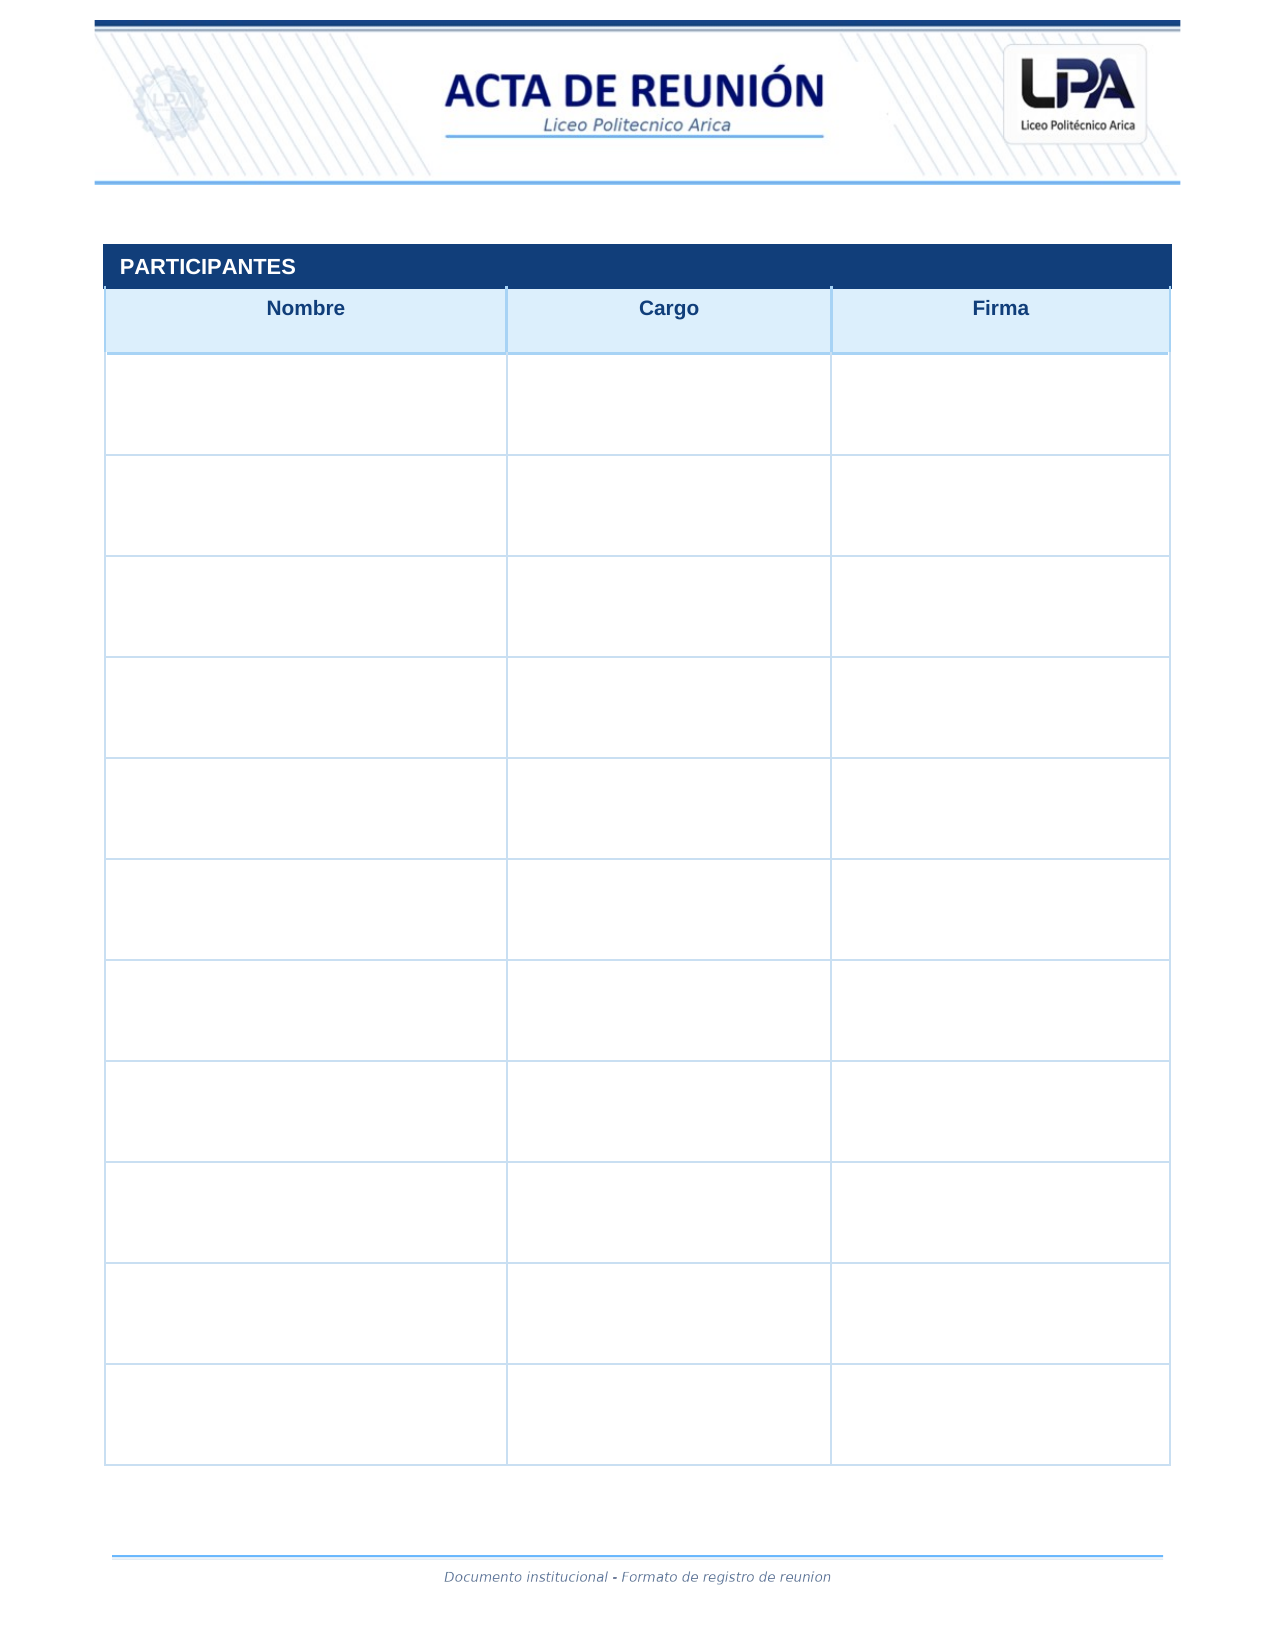 LPA
ACTA DE REUNIÓN
Liceo Politecnico Arica
LPA
Liceo Politécnico Arica
PARTICIPANTES
Nombre Cargo Firma
Documento institucional - Formato de registro de reunion